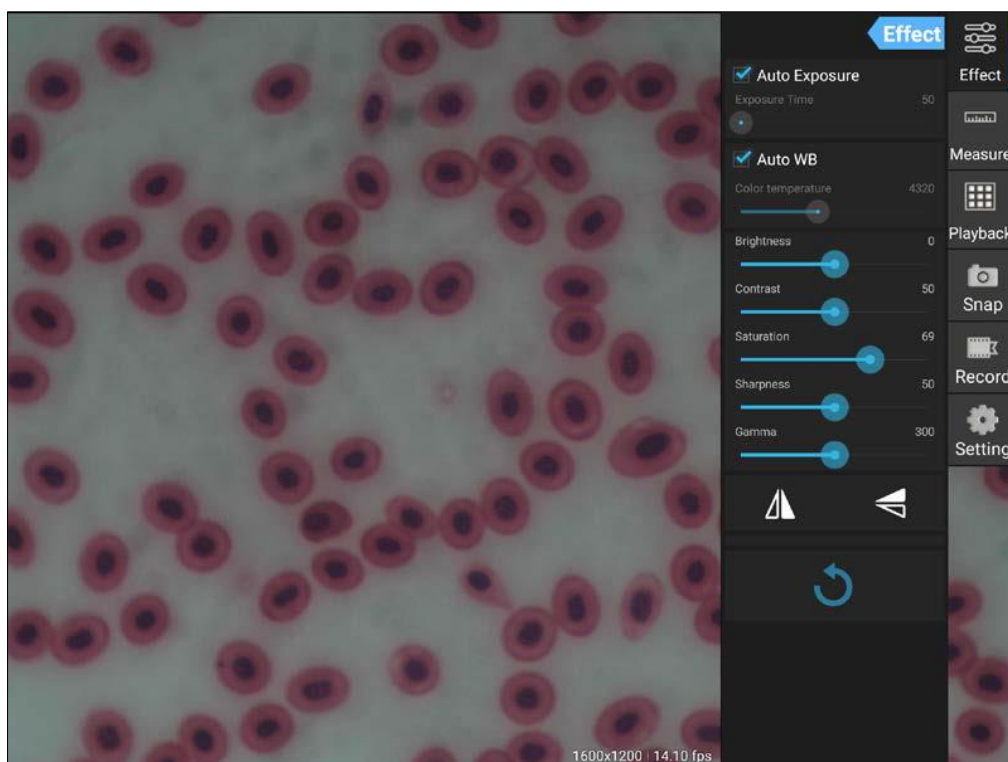 Effect
Auto Exposure
Exposure Time 50
Auto WB
Color temperature 4320
Brightness 0
Contrast 50
Saturation 69
Sharpness 50
Gamma 300
Effect
Measure
Playback
Snap
Record
Setting
1600x1200 | 14.10 fps